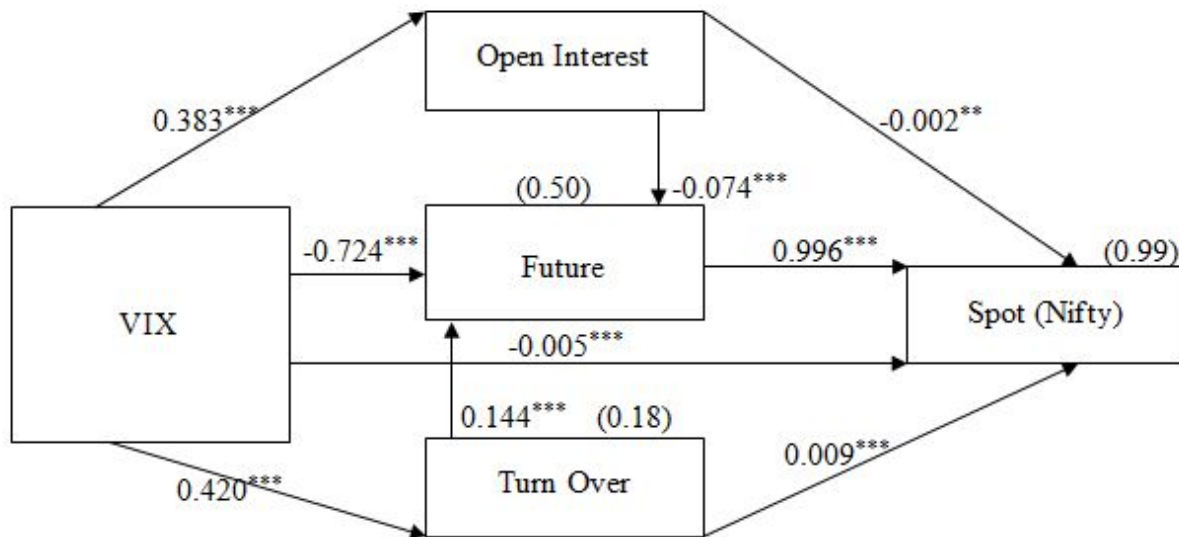 Open Interest
0.383***
-0.002**
(0.50)
-0.074***
-0.724***
Future
0.996***
(0.99)
VIX
Spot (Nifty)
-0.005***
0.144***
(0.18)
0.009***
0.420***
Turn Over